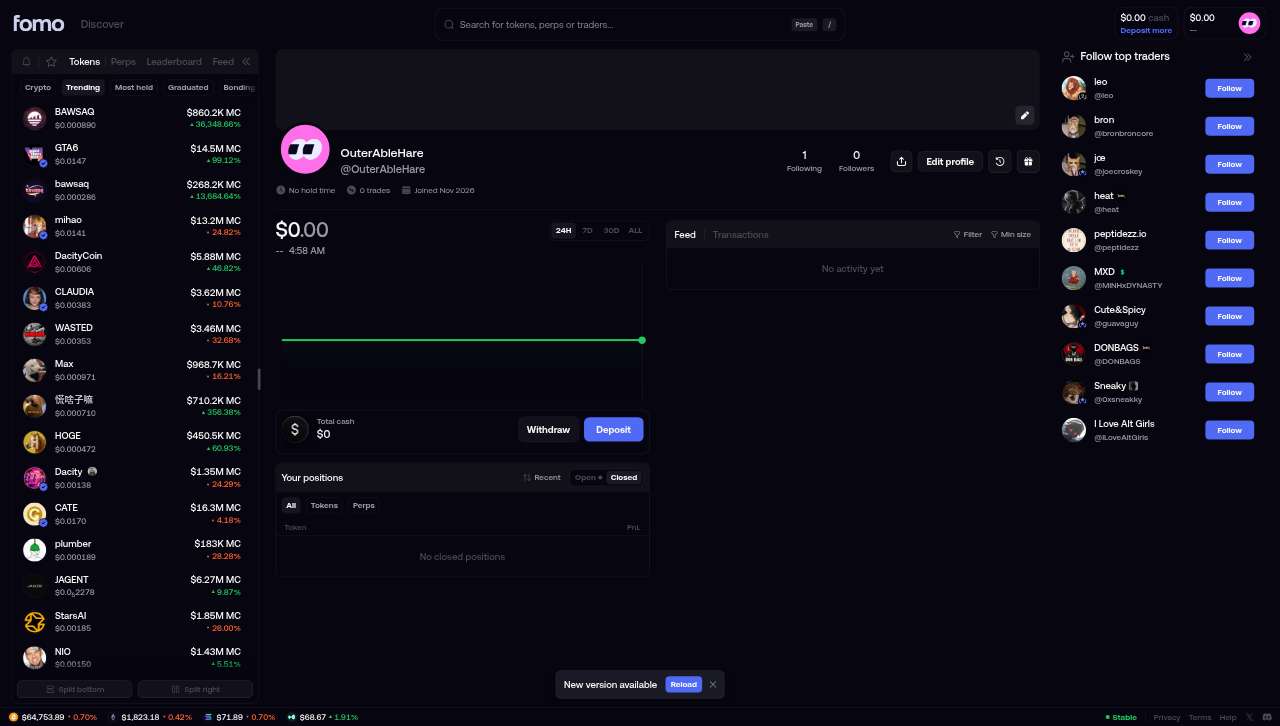 fomo Discover
Search for tokens, perps or traders... Paste /
$0.00 cash
Deposit more
$0.00
--
Tokens Perps Leaderboard Feed
Crypto Trending Most held Graduated Bonding
BAWSAQ $860.2K MC
$0.000890 36,348.66%
GTA6 $14.5M MC
$0.0147 99.12%
bawsaq $268.2K MC
$0.000286 13,684.64%
mihao $13.2M MC
$0.0141 24.82%
DacityCoin $5.88M MC
$0.00606 46.82%
CLAUDIA $3.62M MC
$0.00383 10.76%
WASTED $3.46M MC
$0.00353 32.68%
Max $968.7K MC
$0.000971 16.21%
慌啥子嘛 $710.2K MC
$0.000710 356.38%
HOGE $450.5K MC
$0.000472 60.93%
Dacity $1.35M MC
$0.00138 24.29%
CATE $16.3M MC
$0.0170 4.18%
plumber $183K MC
$0.000189 28.28%
JAGENT $6.27M MC
$0.0₅2278 9.87%
StarsAI $1.85M MC
$0.00185 26.00%
NIO $1.43M MC
$0.00150 5.51%
Split bottom Split right
OuterAbleHare
@OuterAbleHare
No hold time 0 trades Joined Nov 2026
1 Following
0 Followers
Edit profile
$0.00
-- 4:58 AM
24H 7D 30D ALL
Total cash
$0
Withdraw Deposit
Your positions Recent Open Closed
All Tokens Perps
Token PnL
No closed positions
Feed Transactions Filter Min size
No activity yet
Follow top traders
leo
@leo
Follow
bron
@bronbroncore
Follow
jœ
@joecroskey
Follow
heat
@heat
Follow
peptidezz.io
@peptidezz
Follow
MXD
@MINHxDYNASTY
Follow
Cute&Spicy
@guavaguy
Follow
DONBAGS
@DONBAGS
Follow
Sneaky
@0xsneakky
Follow
I Love Alt Girls
@ILoveAltGirls
Follow
New version available Reload
$64,753.89 0.70% $1,823.18 0.42% $71.89 0.70% $68.67 1.91%
Stable Privacy Terms Help